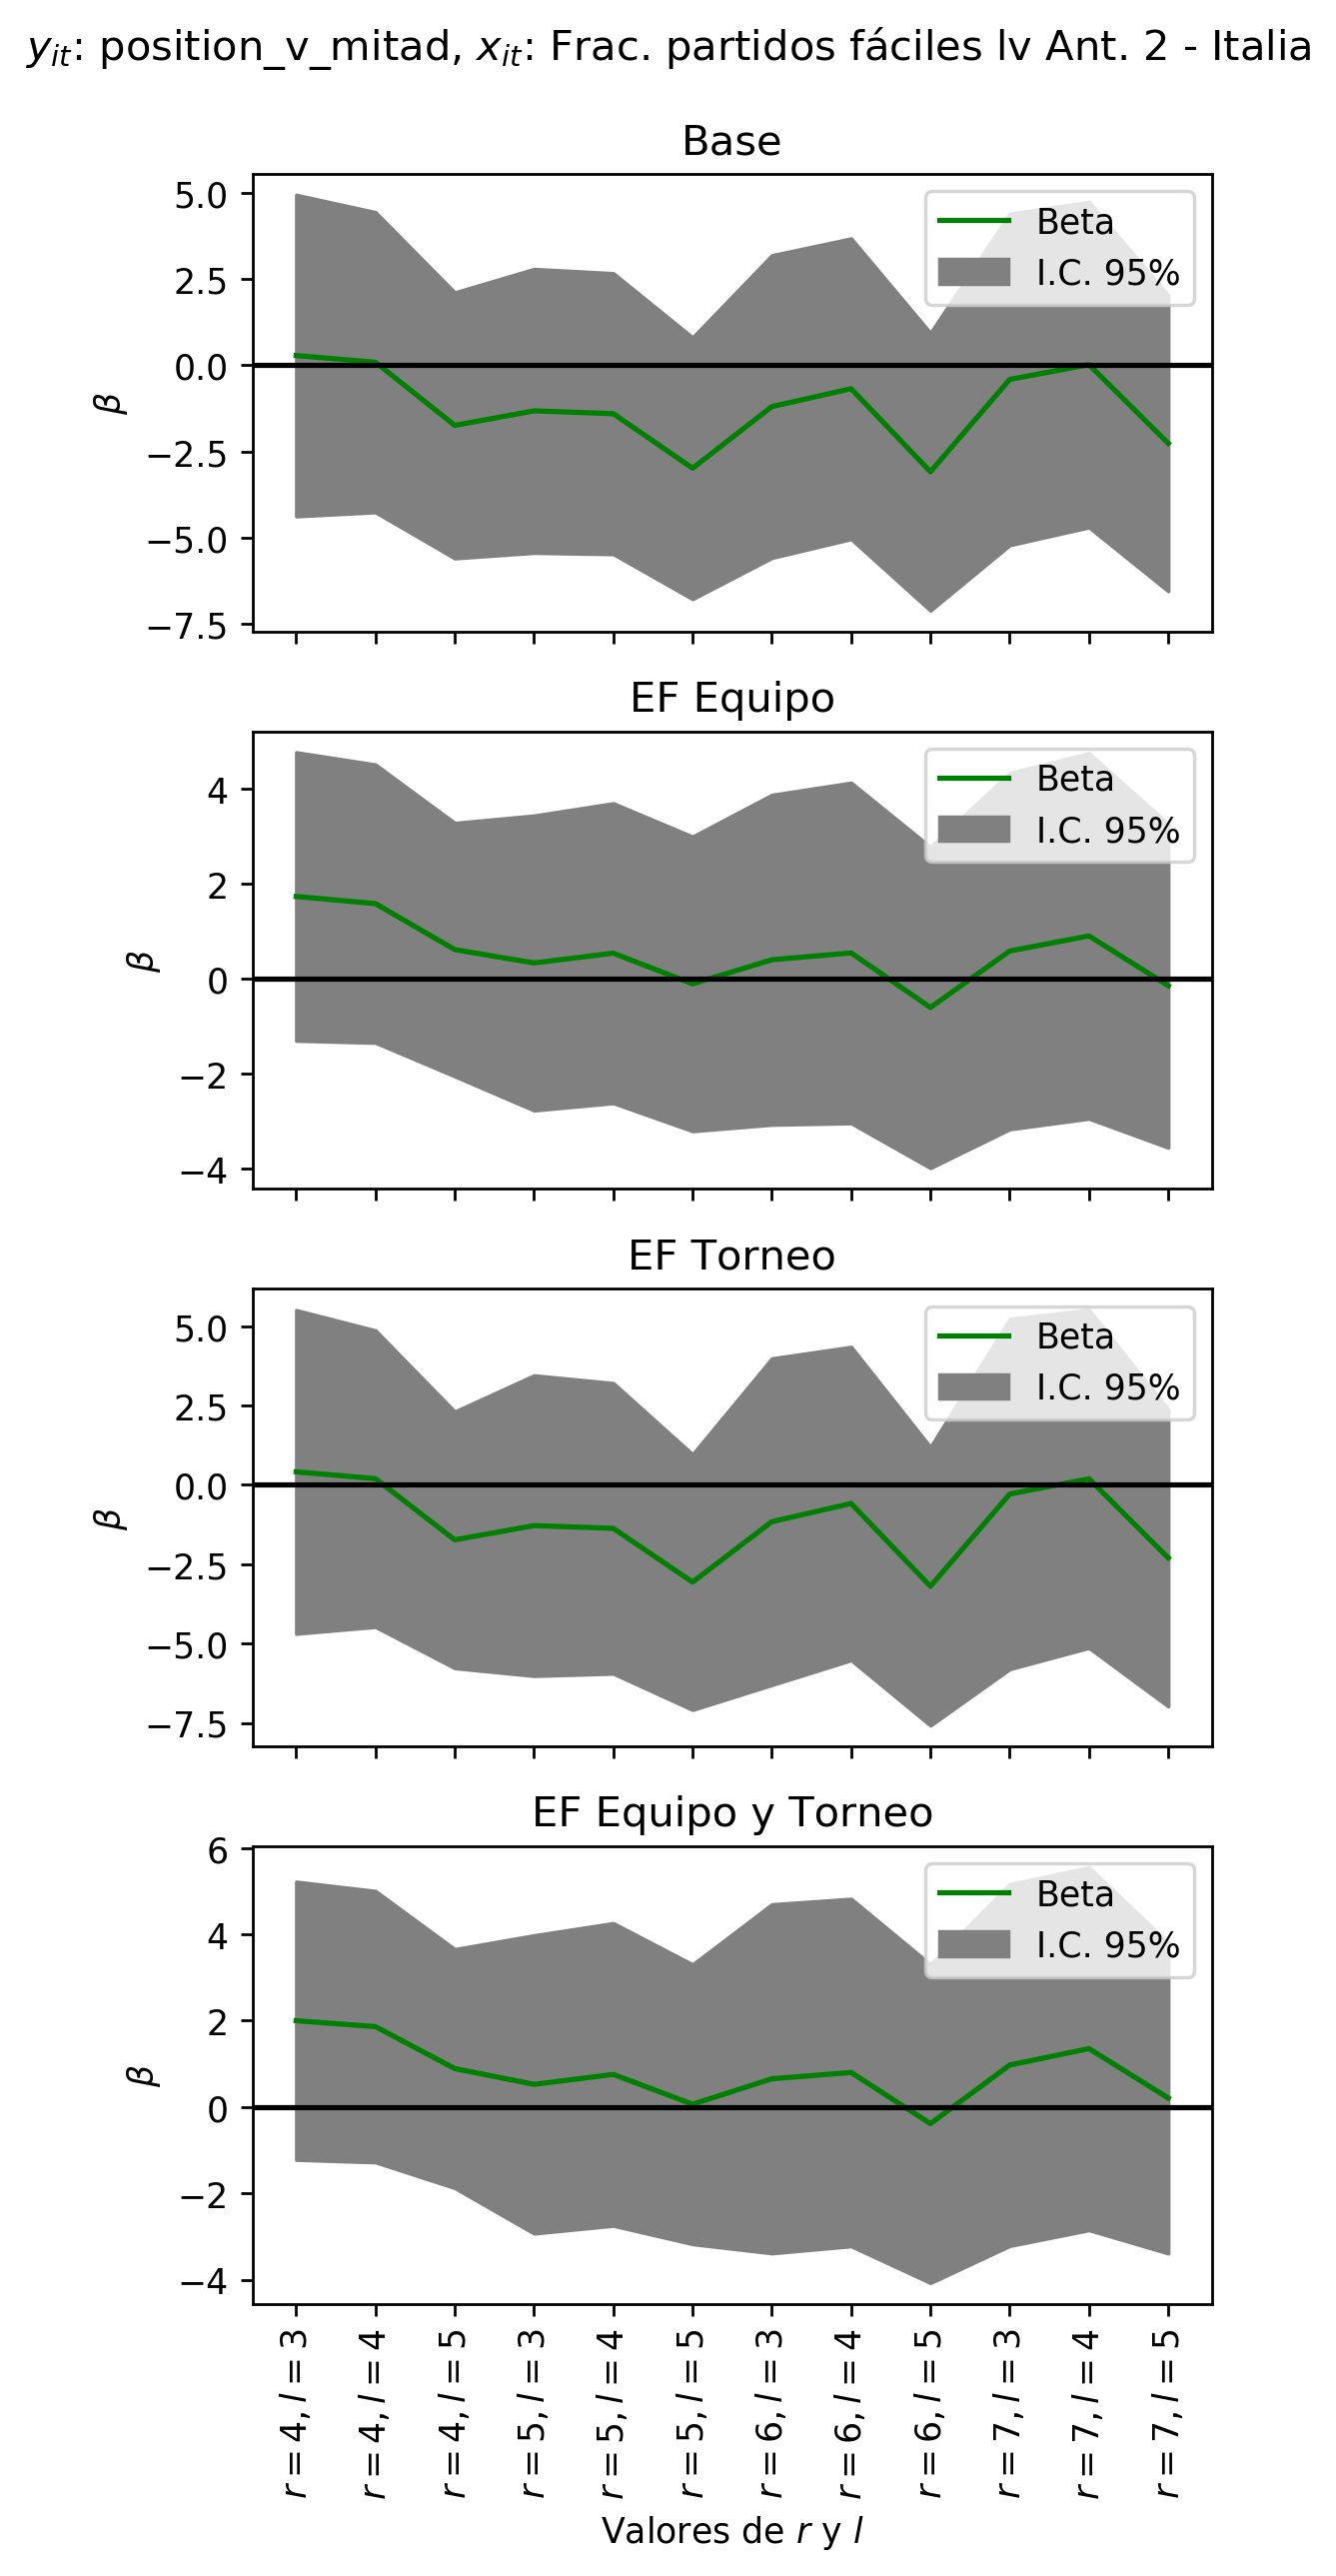 y_it: position_v_mitad, x_it: Frac. partidos fáciles lv Ant. 2 - Italia
Base
5.0
2.5
0.0
−2.5
−5.0
−7.5
β
Beta
I.C. 95%
EF Equipo
4
2
0
−2
−4
β
Beta
I.C. 95%
EF Torneo
5.0
2.5
0.0
−2.5
−5.0
−7.5
β
Beta
I.C. 95%
EF Equipo y Torneo
6
4
2
0
−2
−4
β
Beta
I.C. 95%
r = 4, l = 3
r = 4, l = 4
r = 4, l = 5
r = 5, l = 3
r = 5, l = 4
r = 5, l = 5
r = 6, l = 3
r = 6, l = 4
r = 6, l = 5
r = 7, l = 3
r = 7, l = 4
r = 7, l = 5
Valores de r y l